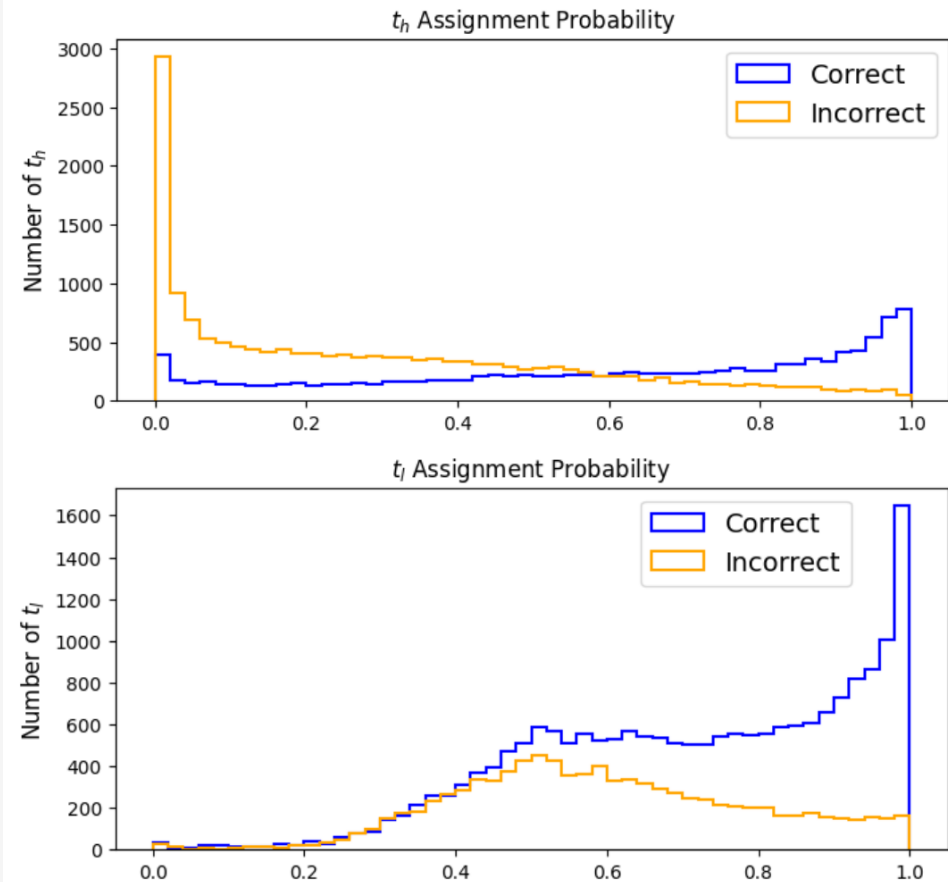 t_h Assignment Probability
3000
2500
2000
1500
1000
500
0
Number of t_h
Correct
Incorrect
0.0 0.2 0.4 0.6 0.8 1.0
t_l Assignment Probability
1600
1400
1200
1000
800
600
400
200
0
Number of t_l
Correct
Incorrect
0.0 0.2 0.4 0.6 0.8 1.0